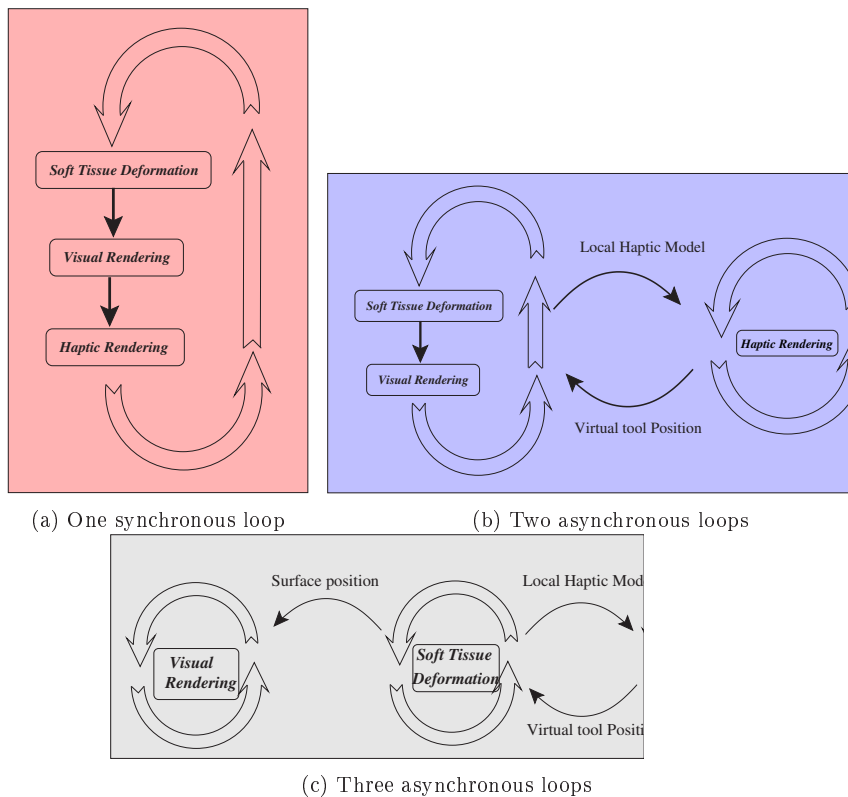 Soft Tissue Deformation
Visual Rendering
Haptic Rendering
(a) One synchronous loop
Local Haptic Model
Soft Tissue Deformation
Visual Rendering
Haptic Rendering
Virtual tool Position
(b) Two asynchronous loops
Surface position
Local Haptic Mod
Visual
Rendering
Soft Tissue
Deformation
Virtual tool Positi
(c) Three asynchronous loops